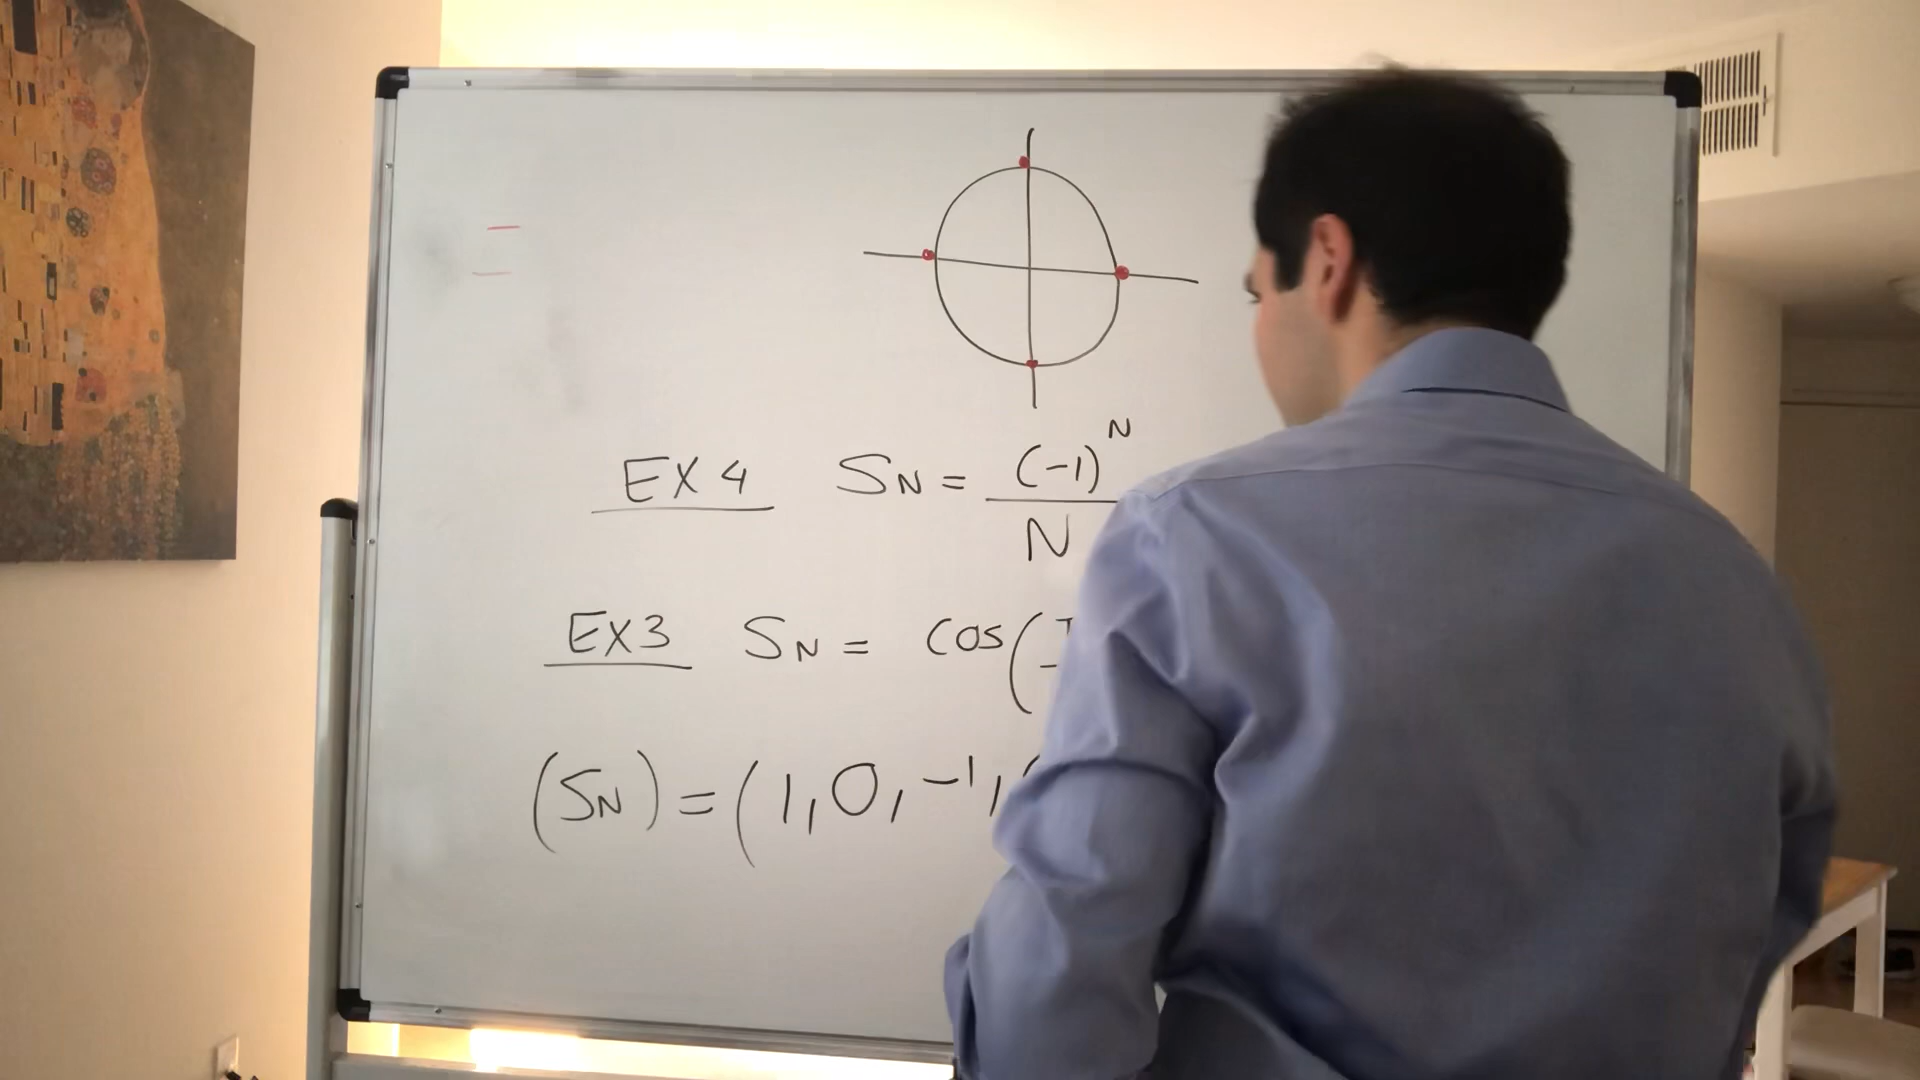 EX 4 SN = (-1)^N / N
EX3 SN = cos(
(SN) = (1, 0, -1,